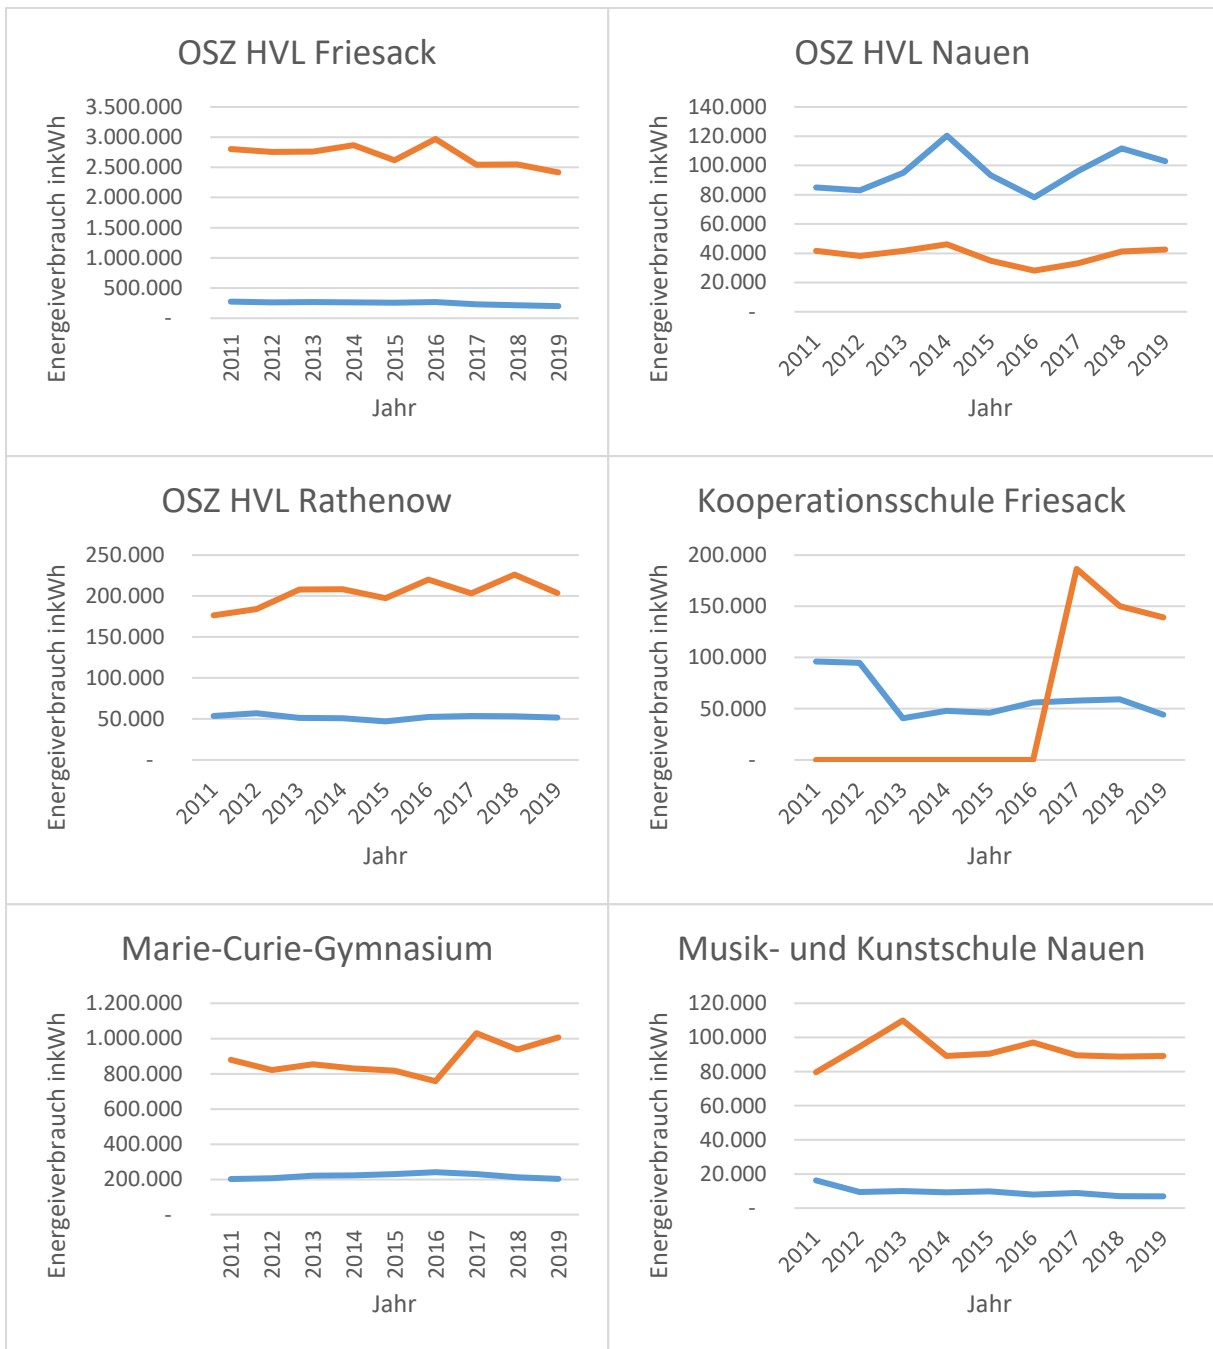 OSZ HVL Friesack
Energeiverbrauch inkWh
3.500.000
3.000.000
2.500.000
2.000.000
1.500.000
1.000.000
500.000
-
2011 2012 2013 2014 2015 2016 2017 2018 2019
Jahr
OSZ HVL Nauen
Energeiverbrauch inkWh
140.000
120.000
100.000
80.000
60.000
40.000
20.000
-
2011 2012 2013 2014 2015 2016 2017 2018 2019
Jahr
OSZ HVL Rathenow
Energeiverbrauch inkWh
250.000
200.000
150.000
100.000
50.000
-
2011 2012 2013 2014 2015 2016 2017 2018 2019
Jahr
Kooperationsschule Friesack
Energeiverbrauch inkWh
200.000
150.000
100.000
50.000
-
2011 2012 2013 2014 2015 2016 2017 2018 2019
Jahr
Marie-Curie-Gymnasium
Energeiverbrauch inkWh
1.200.000
1.000.000
800.000
600.000
400.000
200.000
-
2011 2012 2013 2014 2015 2016 2017 2018 2019
Jahr
Musik- und Kunstschule Nauen
Energeiverbrauch inkWh
120.000
100.000
80.000
60.000
40.000
20.000
-
2011 2012 2013 2014 2015 2016 2017 2018 2019
Jahr